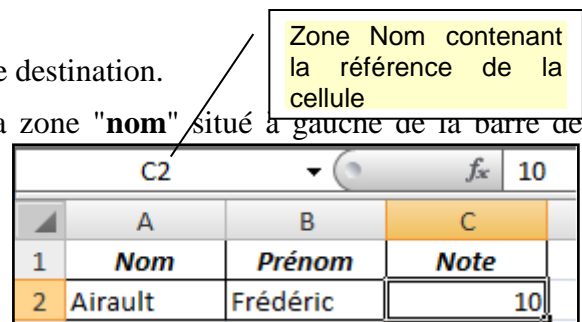 Zone Nom contenant
la référence de la
cellule
e destination.
a zone "nom" situé à gauche de la barre de
C2 fx 10
A B C
1 Nom Prénom Note
2 Airault Frédéric 10